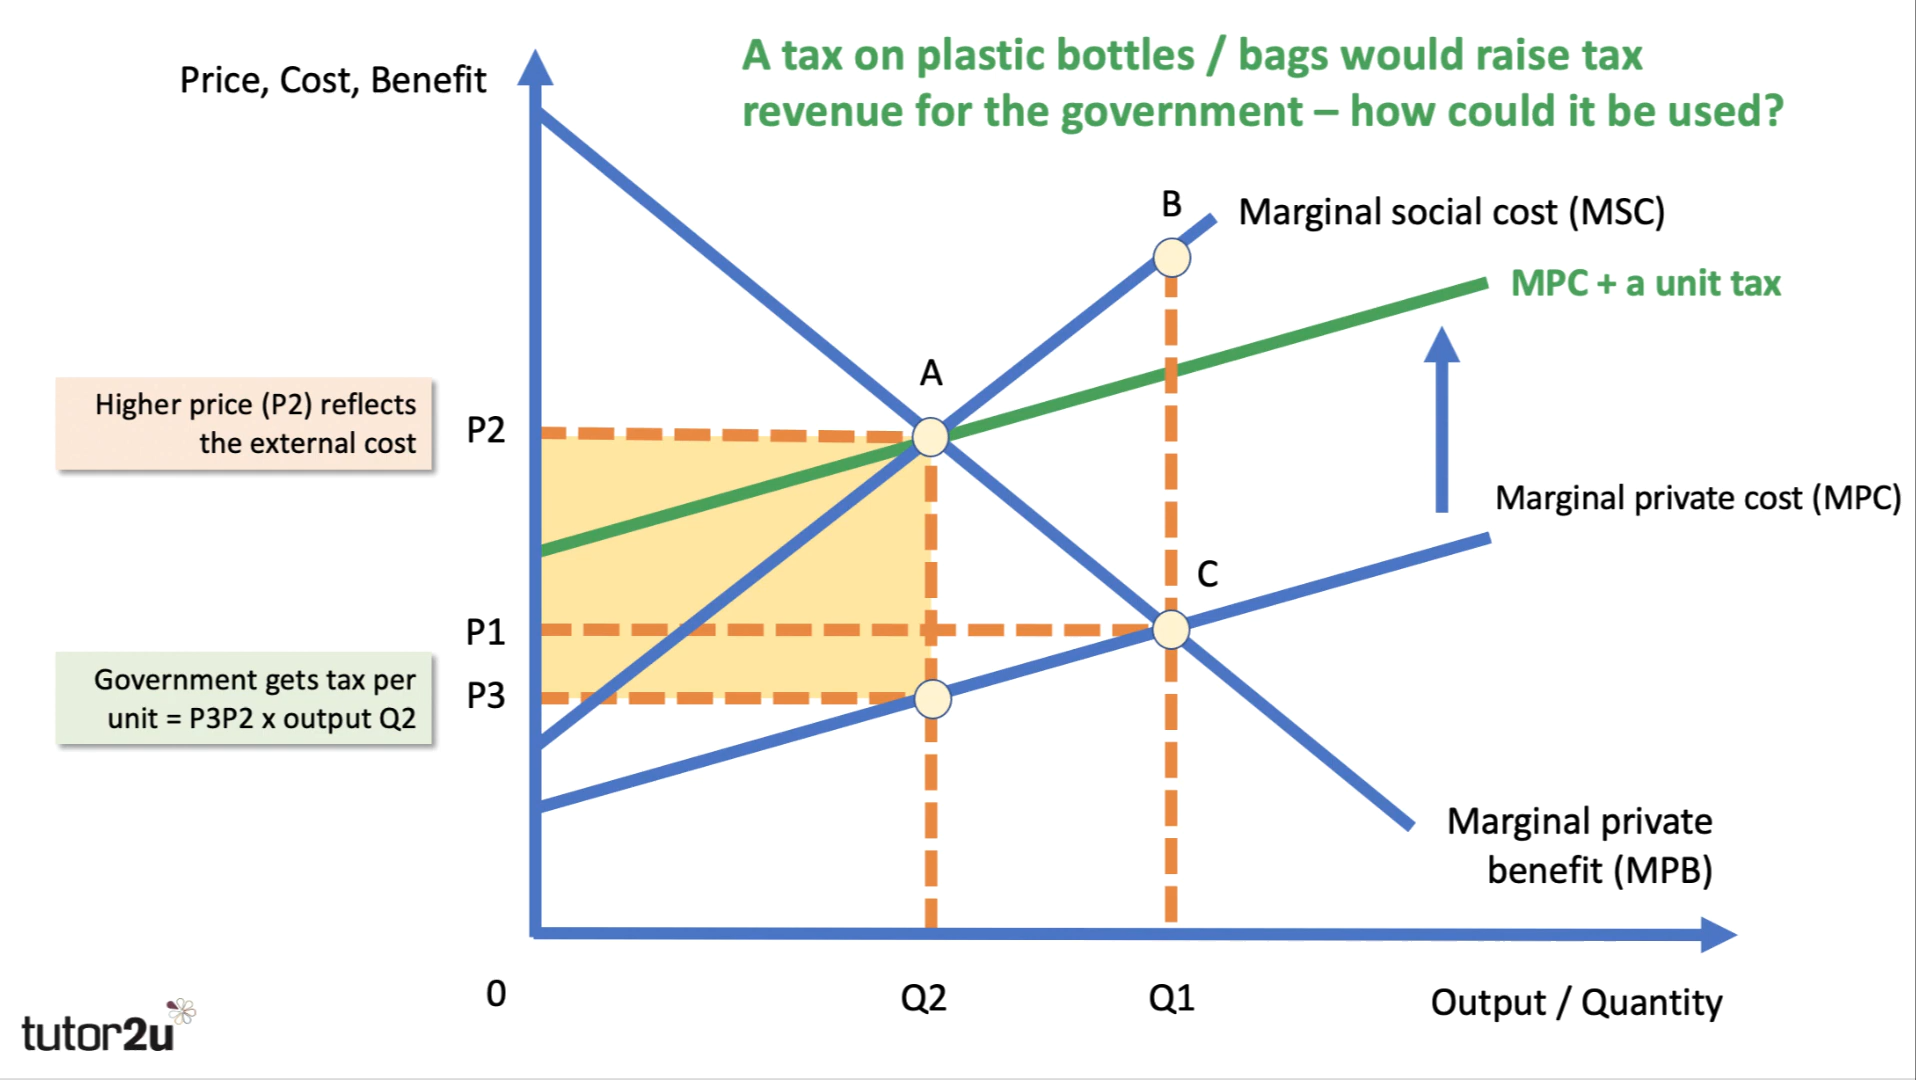 A tax on plastic bottles / bags would raise tax
revenue for the government – how could it be used?
Price, Cost, Benefit
B
Marginal social cost (MSC)
MPC + a unit tax
A
Higher price (P2) reflects
the external cost
P2
Marginal private cost (MPC)
C
P1
Government gets tax per
unit = P3P2 x output Q2
P3
Marginal private
benefit (MPB)
0
Q2
Q1
Output / Quantity
tutor2u